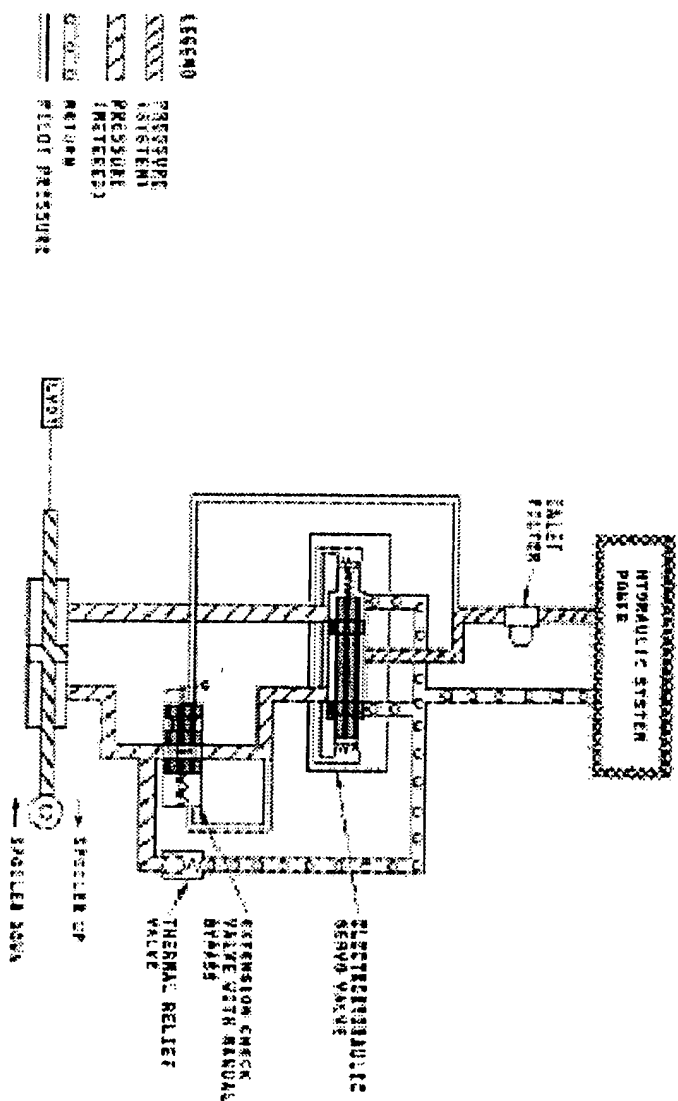 HYDRAULIC SYSTEM
POWER
INLET
FILTER
ELECTROHYDRAULIC
SERVO VALVE
EXTENSION CHECK
VALVE WITH MANUAL
BYPASS
THERMAL RELIEF
VALVE
SPOILER UP
SPOILER DOWN
LVDT
LEGEND
PRESSURE
(SYSTEM)
PRESSURE
(METERED)
RETURN
PILOT PRESSURE